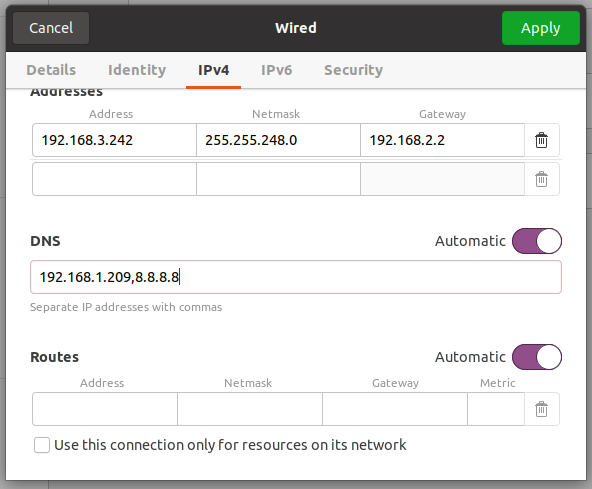 Cancel Wired Apply
Details Identity IPv4 IPv6 Security
Addresses
Address Netmask Gateway
192.168.3.242 255.255.248.0 192.168.2.2
DNS Automatic
192.168.1.209,8.8.8.8
Separate IP addresses with commas
Routes Automatic
Address Netmask Gateway Metric
Use this connection only for resources on its network